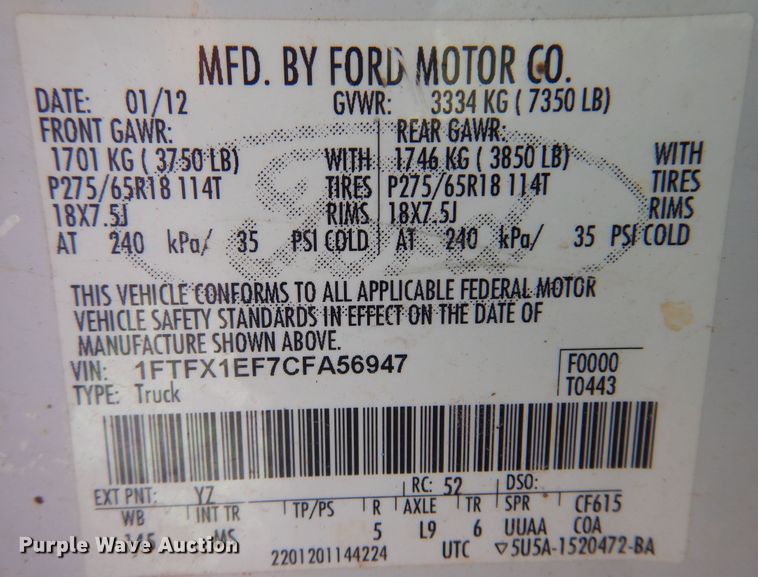 MFD. BY FORD MOTOR CO.
DATE: 01/12 GVWR: 3334 KG ( 7350 LB)
FRONT GAWR: REAR GAWR:
1701 KG ( 3750 LB) WITH 1746 KG ( 3850 LB) WITH
P275/65R18 114T TIRES P275/65R18 114T TIRES
18X7.5J RIMS 18X7.5J RIMS
AT 240 kPa/ 35 PSI COLD AT 240 kPa/ 35 PSI COLD
THIS VEHICLE CONFORMS TO ALL APPLICABLE FEDERAL MOTOR
VEHICLE SAFETY STANDARDS IN EFFECT ON THE DATE OF
MANUFACTURE SHOWN ABOVE.
VIN: 1FTFX1EF7CFA56947 F0000
TYPE: Truck T0443
EXT PNT: YZ RC: 52 DSO:
WB INT TR TP/PS R AXLE TR SPR CF615
145 MS 5 L9 6 UUAA COA
2201201144224 UTC ▽5U5A-1520472-BA
Purple Wave Auction
Ford